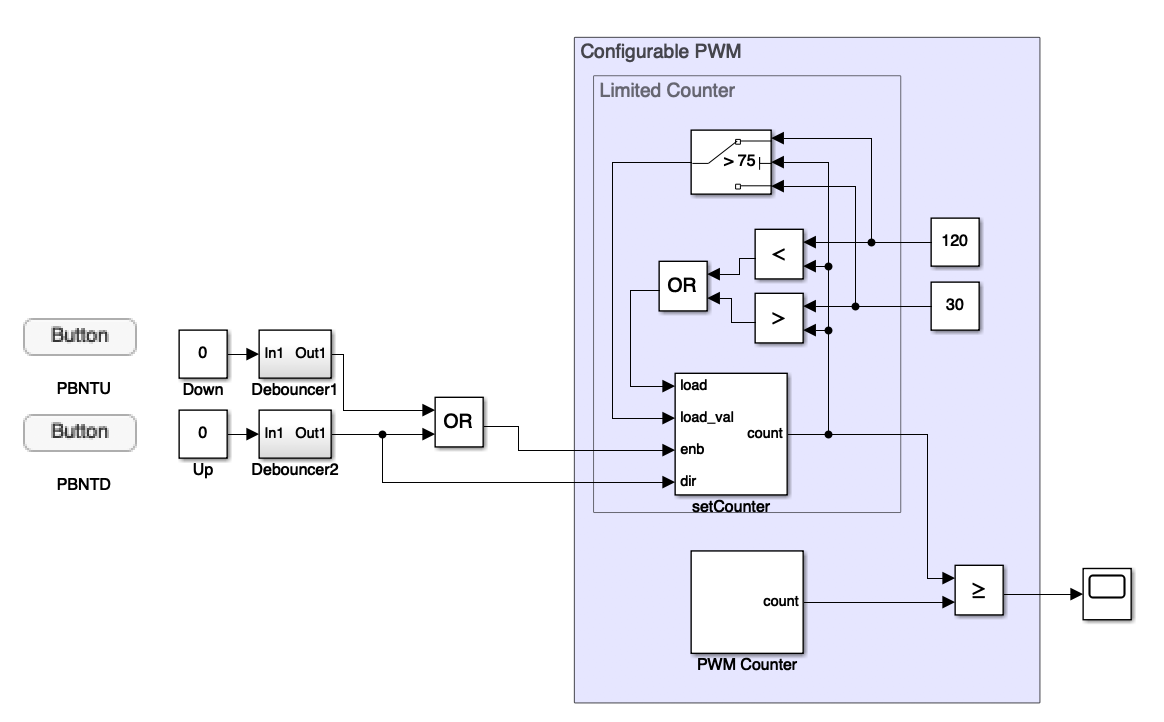 Configurable PWM
Limited Counter
> 75
<
120
OR
>
30
Button
PBNTU
0
Down
In1 Out1
Debouncer1
Button
PBNTD
0
Up
In1 Out1
Debouncer2
OR
load
load_val
count
enb
dir
setCounter
count
PWM Counter
≥